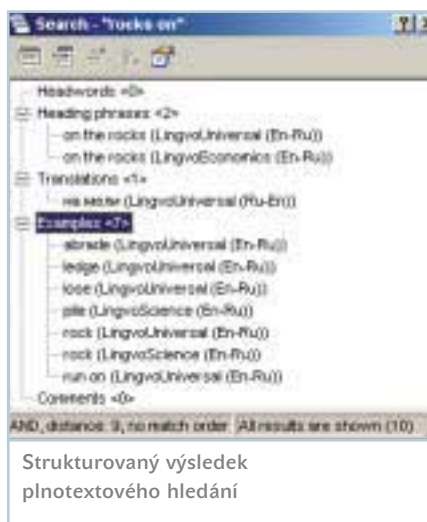 Search - "rocks on"
Headwords <0>
Heading phrases <2>
on the rocks (LingvoUniversal (En-Ru))
on the rocks (LingvoEconomics (En-Ru))
Translations <1>
на мели (LingvoUniversal (Ru-En))
Examples <7>
abrade (LingvoUniversal (En-Ru))
ledge (LingvoUniversal (En-Ru))
lose (LingvoUniversal (En-Ru))
pile (LingvoScience (En-Ru))
rock (LingvoUniversal (En-Ru))
rock (LingvoScience (En-Ru))
run on (LingvoUniversal (En-Ru))
Comments <0>
AND, distance: 9, no match order All results are shown (10)
Strukturovaný výsledek
plnotextového hledání